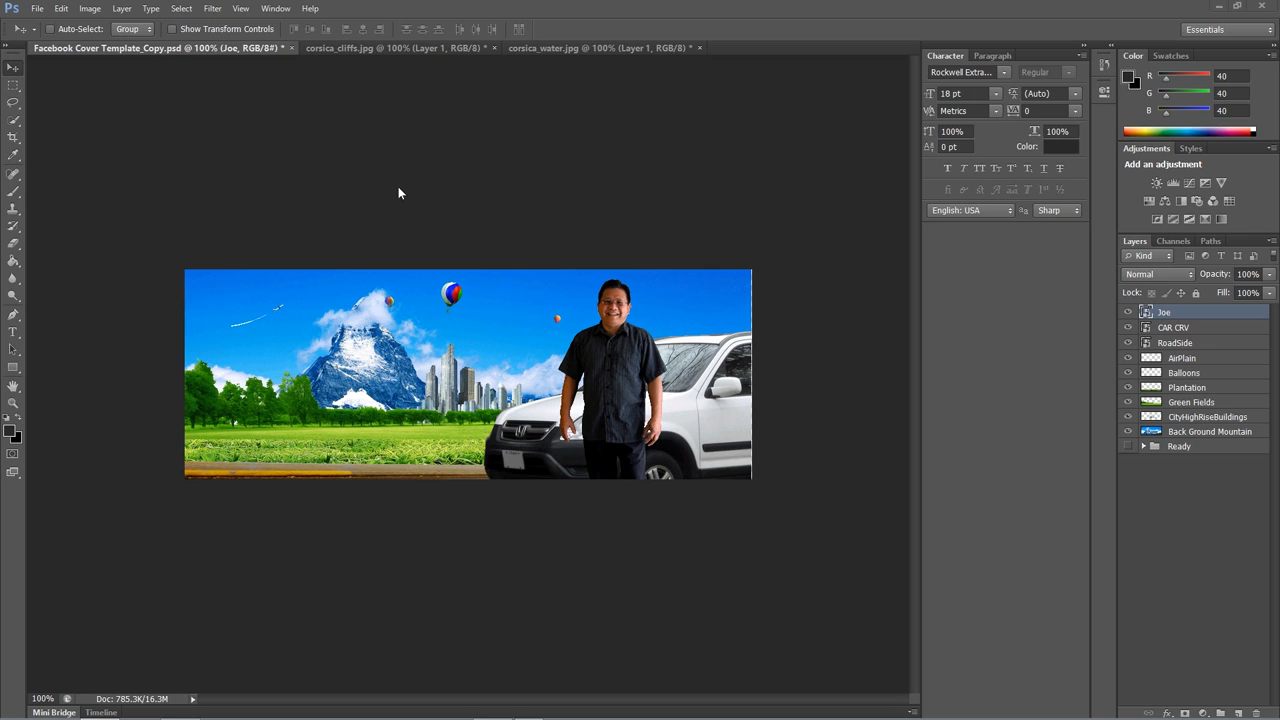 Ps File Edit Image Layer Type Select Filter View Window Help
Auto-Select: Group Show Transform Controls Essentials
Facebook Cover Template_Copy.psd @ 100% (Joe, RGB/8#) * × corsica_cliffs.jpg @ 100% (Layer 1, RGB/8) * × corsica_water.jpg @ 100% (Layer 1, RGB/8) * ×
Character Paragraph
Rockwell Extra... Regular
18 pt (Auto)
Metrics 0
100% 100%
0 pt Color:
English: USA Sharp
Color Swatches
R 40
G 40
B 40
Adjustments Styles
Add an adjustment
Layers Channels Paths
Kind
Normal Opacity: 100%
Lock: Fill: 100%
Joe
CAR CRV
RoadSide
AirPlain
Balloons
Plantation
Green Fields
CityHighRiseBuildings
Back Ground Mountain
Ready
100% Doc: 785.3K/16.3M
Mini Bridge Timeline